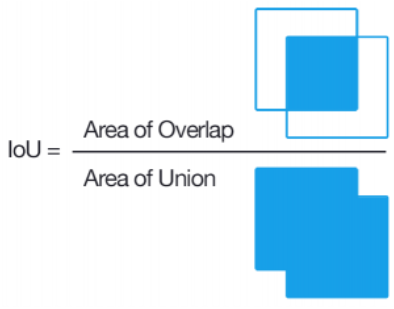 Area of Overlap
IoU =
Area of Union